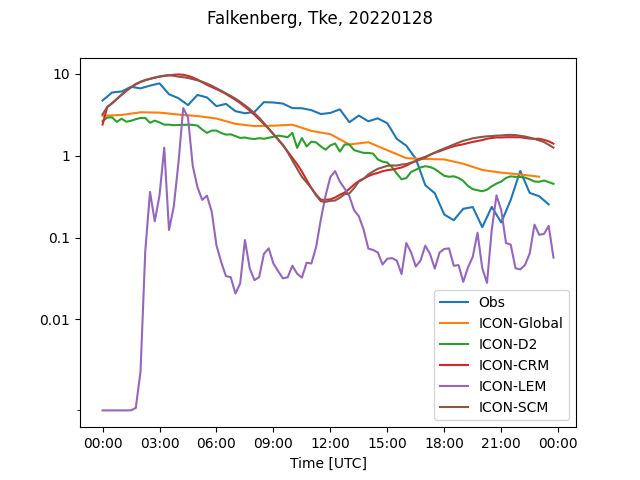 Falkenberg, Tke, 20220128
10
1
0.1
0.01
00:00 03:00 06:00 09:00 12:00 15:00 18:00 21:00 00:00
Time [UTC]
Obs
ICON-Global
ICON-D2
ICON-CRM
ICON-LEM
ICON-SCM